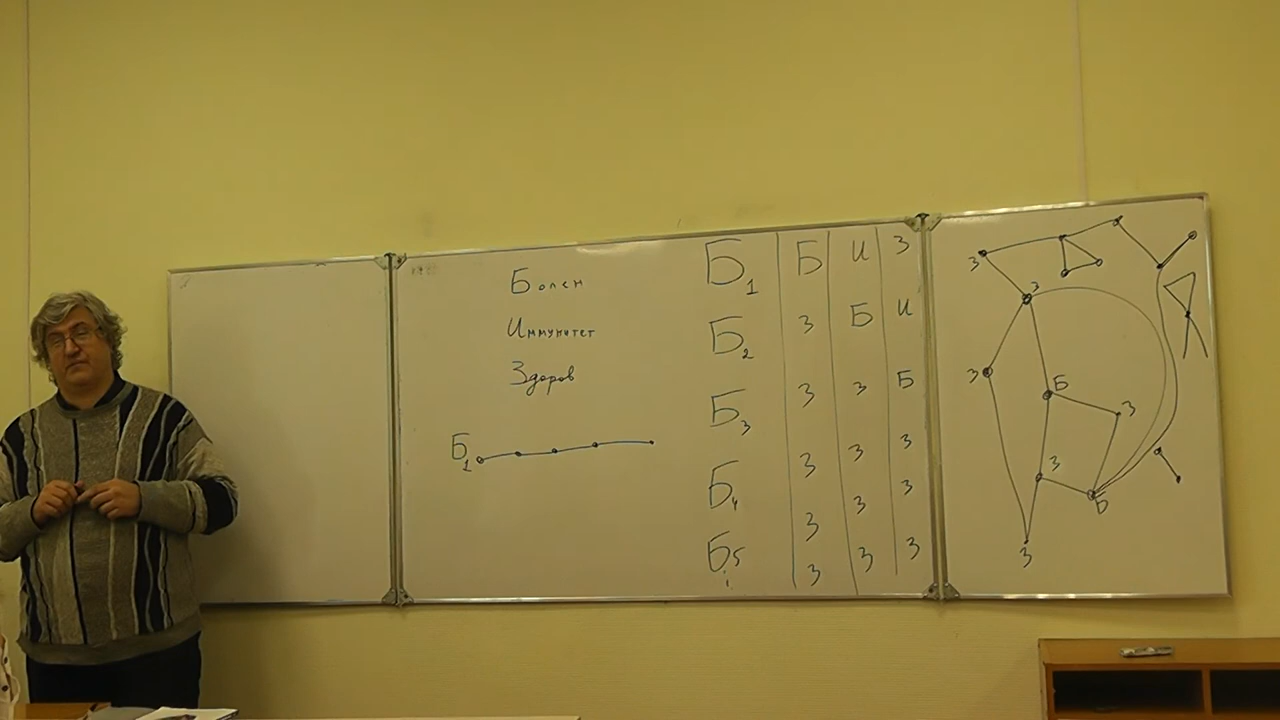 Болен
Иммунитет
Здоров
Б1
Б1 Б И З
Б2 З Б И
Б3 З З Б
Б4 З З З
Б5 З З З
З З З
З
З
З
Б
З
З
Б
З